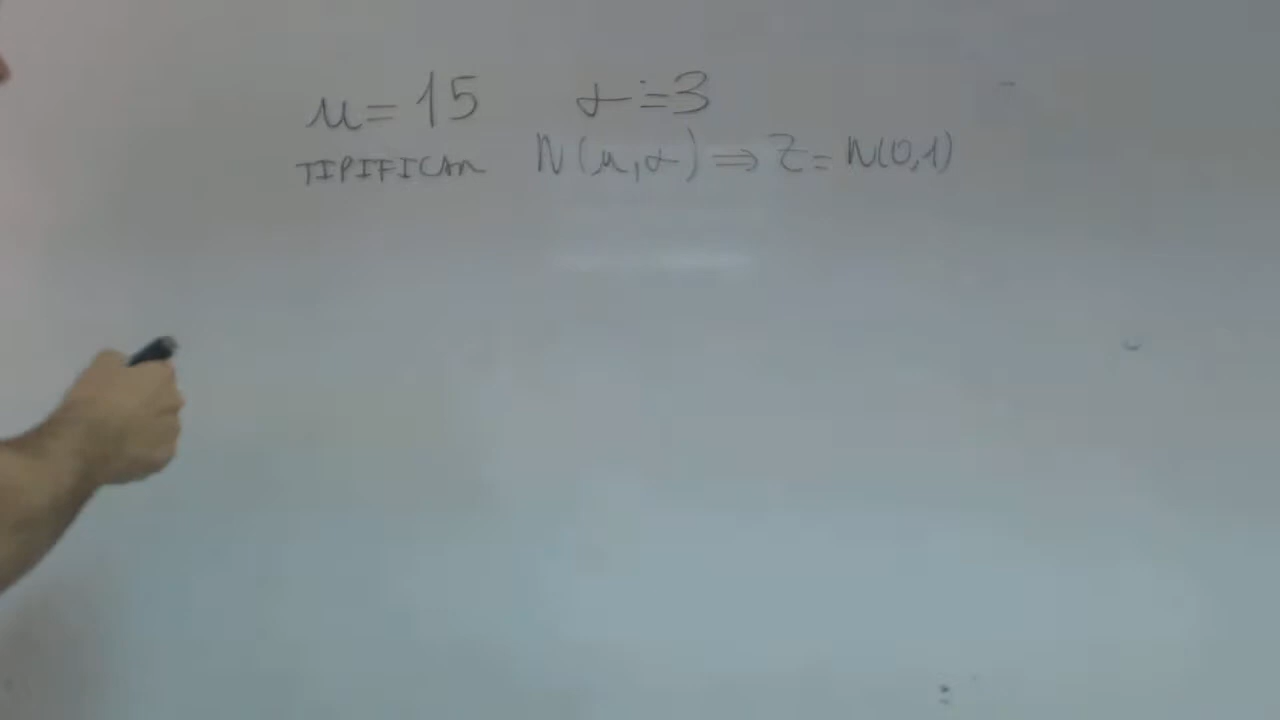 μ = 15 σ = 3
TIPIFICAR N(μ,σ) ⇒ Z = N(0,1)